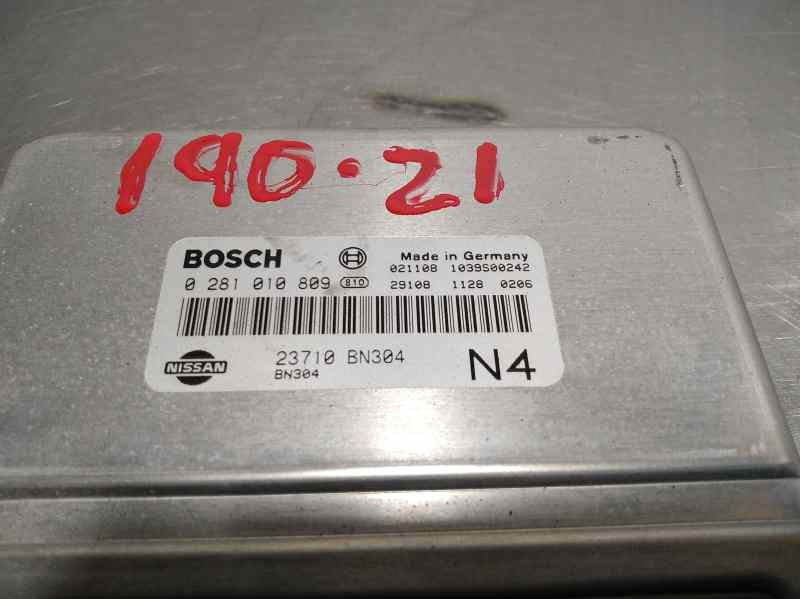 190.21
BOSCH
Made in Germany
0 281 010 809 810
021108 1039S00242
29108 1128 0206
NISSAN
23710 BN304
BN304
N4